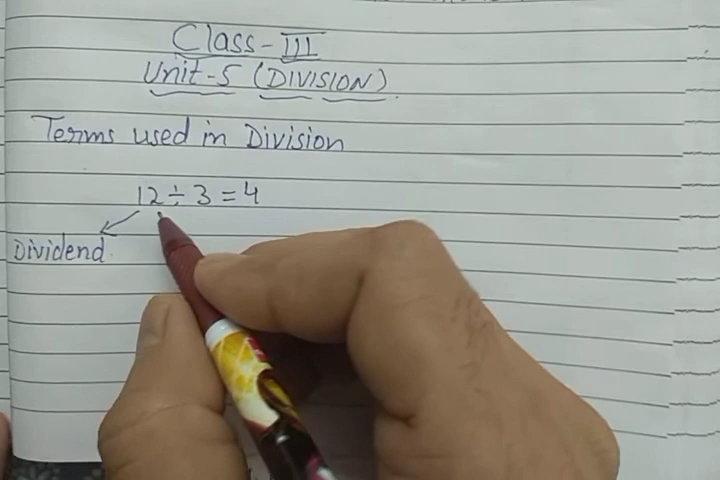 Class-III
Unit-5 (DIVISION).
Terms used in Division
12÷3=4
Dividend